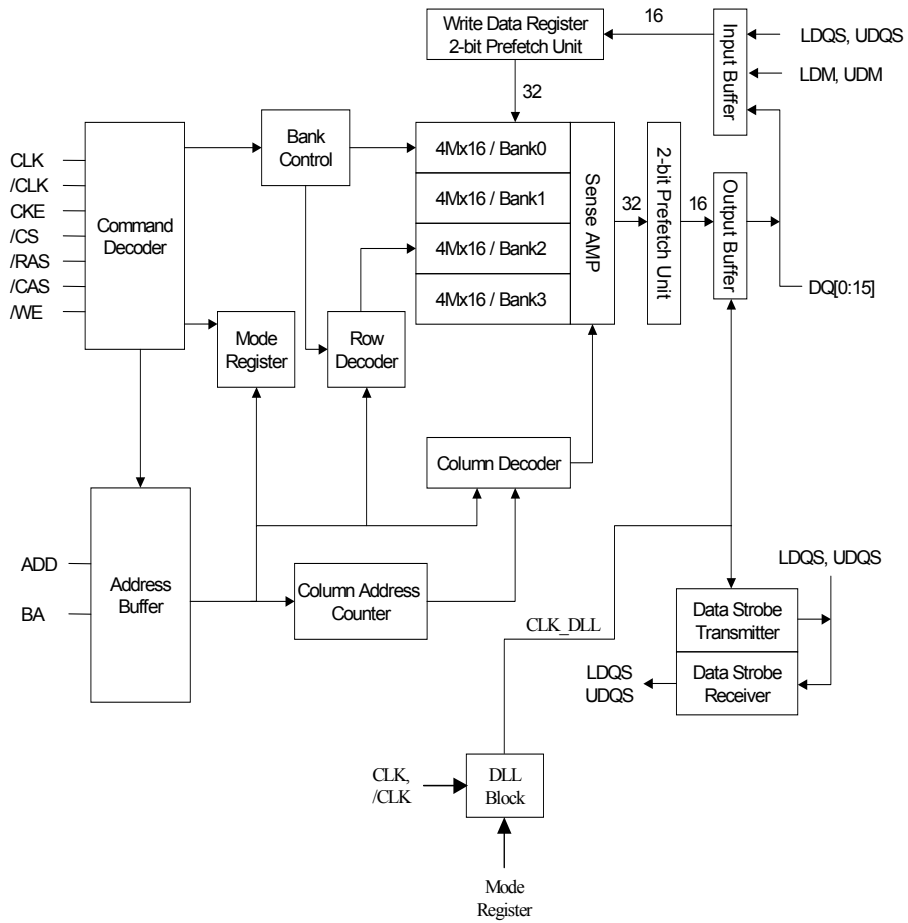 Write Data Register
2-bit Prefetch Unit
16
Input Buffer
LDQS, UDQS
LDM, UDM
32
Bank
Control
4Mx16 / Bank0
4Mx16 / Bank1
4Mx16 / Bank2
4Mx16 / Bank3
Sense AMP
32
2-bit Prefetch Unit
16
Output Buffer
DQ[0:15]
CLK
/CLK
CKE
/CS
/RAS
/CAS
/WE
Command
Decoder
Mode
Register
Row
Decoder
Column Decoder
ADD
BA
Address
Buffer
Column Address
Counter
CLK_DLL
LDQS, UDQS
Data Strobe
Transmitter
Data Strobe
Receiver
LDQS
UDQS
CLK,
/CLK
DLL
Block
Mode
Register